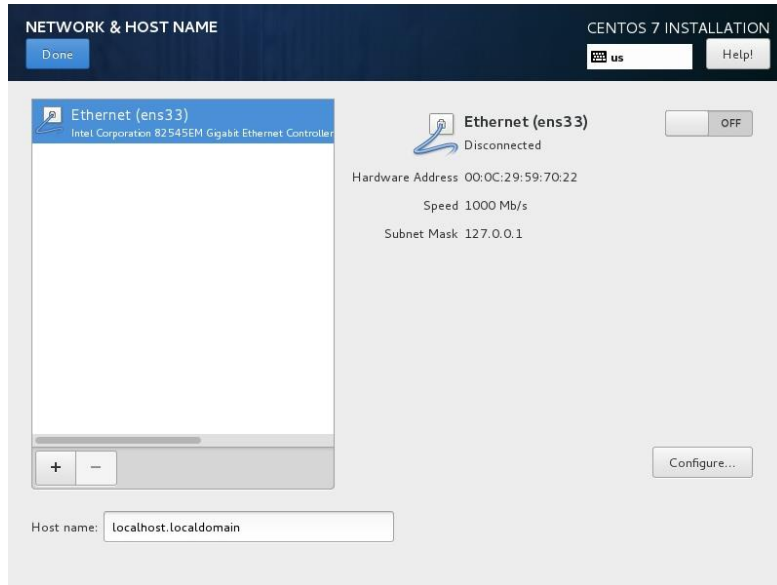 NETWORK & HOST NAME
CENTOS 7 INSTALLATION
Done
us
Help!
Ethernet (ens33)
Intel Corporation 82545EM Gigabit Ethernet Controller
Ethernet (ens33)
Disconnected
OFF
Hardware Address 00:0C:29:59:70:22
Speed 1000 Mb/s
Subnet Mask 127.0.0.1
+ −
Configure...
Host name: localhost.localdomain